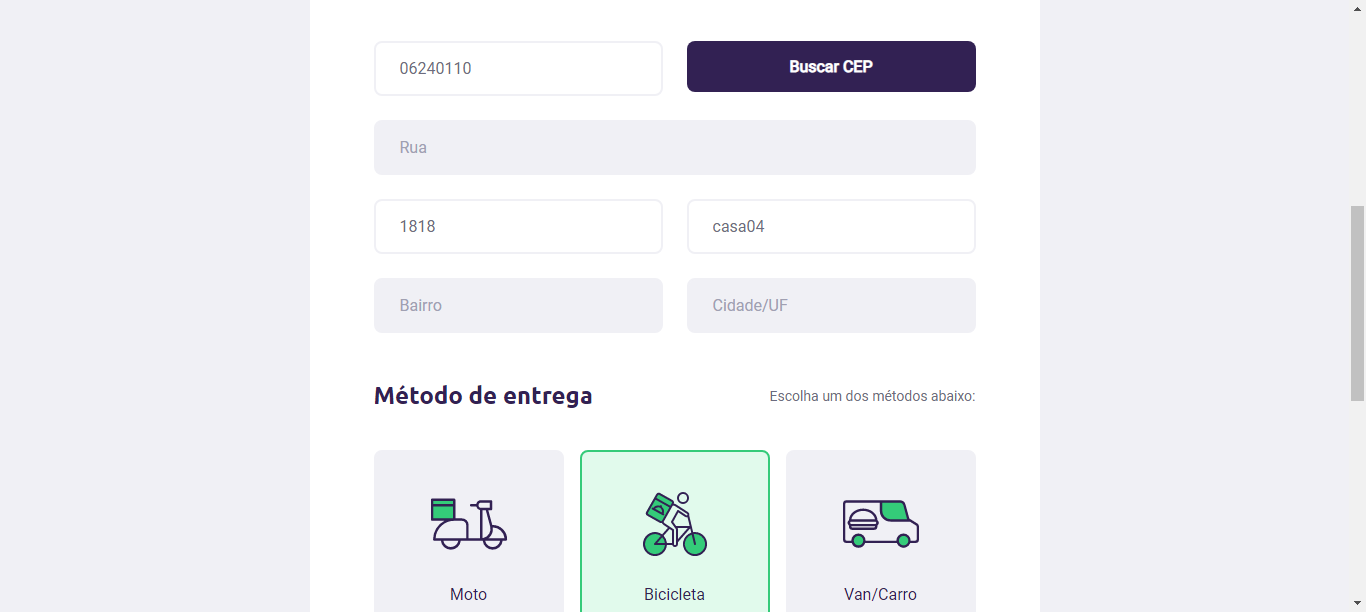 06240110
Buscar CEP
Rua
1818
casa04
Bairro
Cidade/UF
Método de entrega
Escolha um dos métodos abaixo:
Moto
Bicicleta
Van/Carro